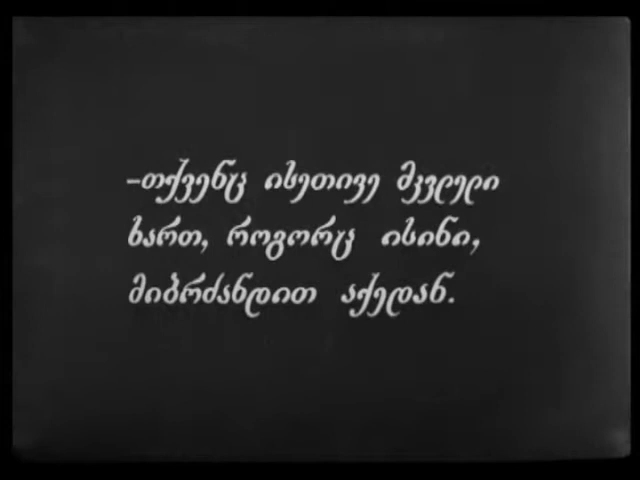 –თქვენც ისეთივე მკვლელი
ხართ, როგორც ისინი,
მიბრძანდით აქედან.